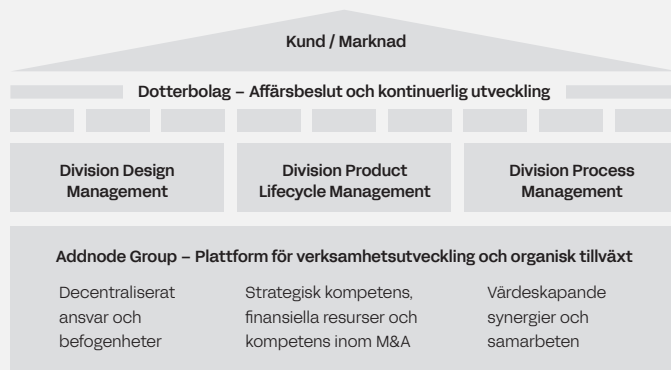 Kund / Marknad
Dotterbolag – Affärsbeslut och kontinuerlig utveckling
Division Design
Management
Division Product
Lifecycle Management
Division Process
Management
Addnode Group – Plattform för verksamhetsutveckling och organisk tillväxt
Decentraliserat
ansvar och
befogenheter
Strategisk kompetens,
finansiella resurser och
kompetens inom M&A
Värdeskapande
synergier och
samarbeten